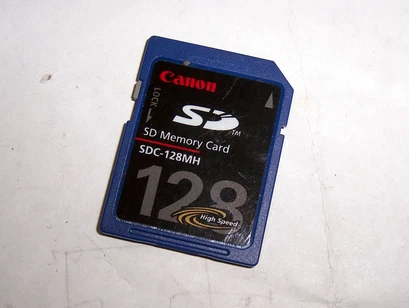 Canon
LOCK
SD TM
SD Memory Card
SDC-128MH
128
High Speed